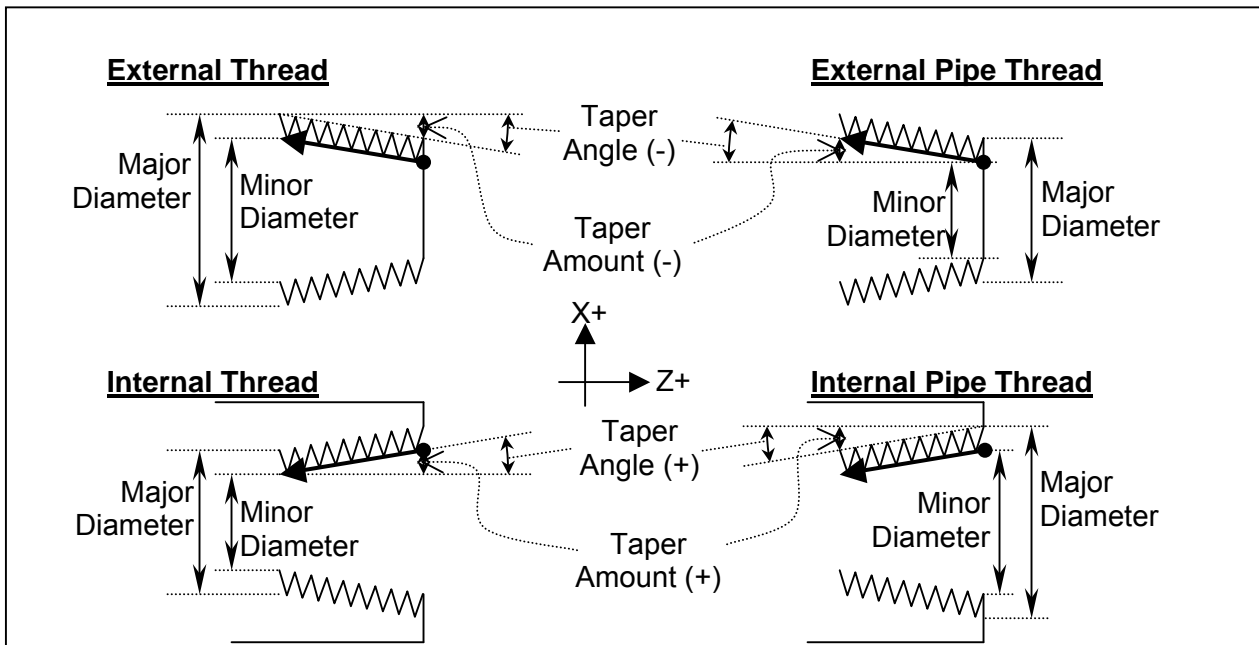 External Thread
External Pipe Thread
Taper
Angle (-)
Major
Diameter
Minor
Diameter
Minor
Diameter
Major
Diameter
Taper
Amount (-)
X+
Z+
Internal Thread
Internal Pipe Thread
Taper
Angle (+)
Major
Diameter
Minor
Diameter
Minor
Diameter
Major
Diameter
Taper
Amount (+)